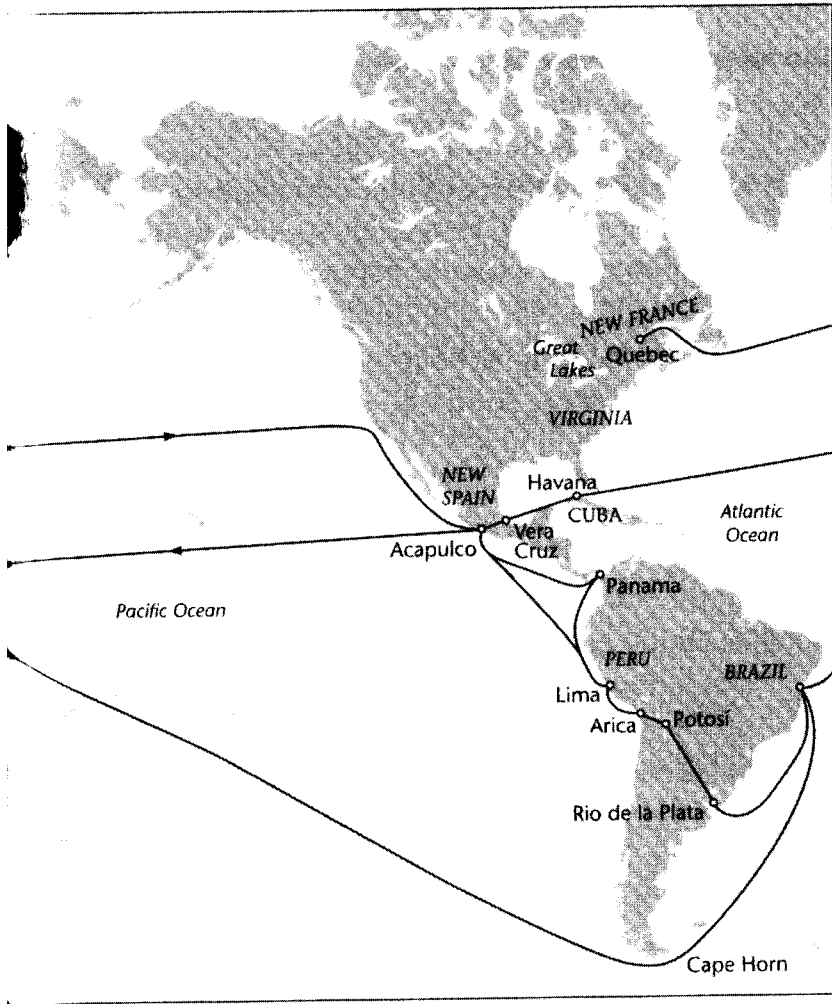 NEW FRANCE
Great
Lakes
Quebec
VIRGINIA
NEW
SPAIN
Havana
CUBA
Atlantic
Ocean
Acapulco
Vera
Cruz
Panama
Pacific Ocean
PERU
BRAZIL
Lima
Arica
Potosí
Rio de la Plata
Cape Horn